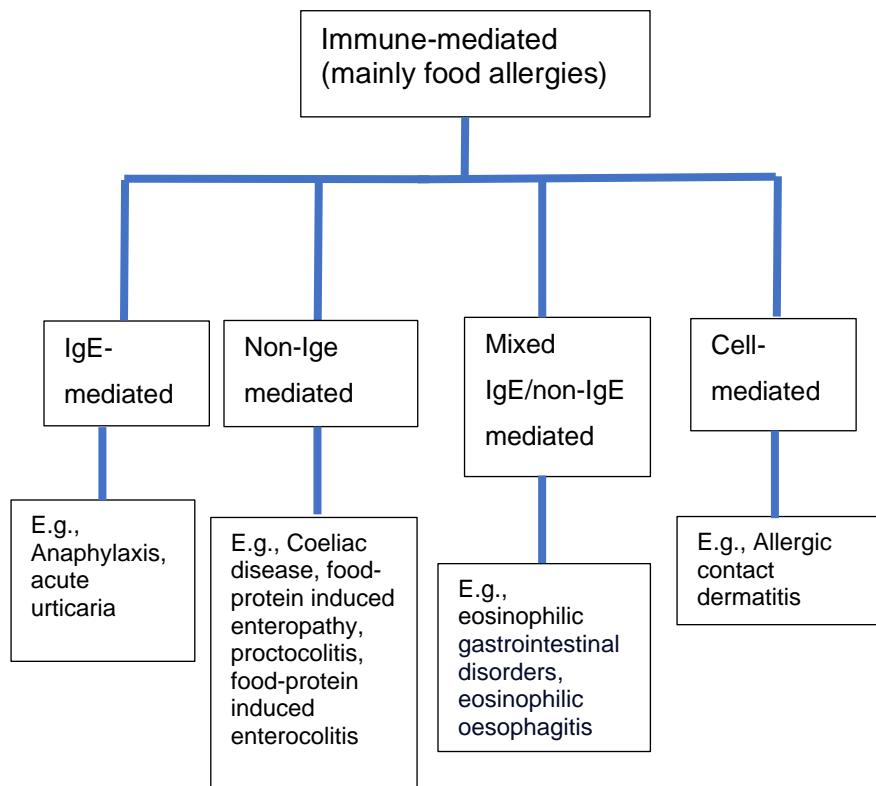 Immune-mediated
(mainly food allergies)
IgE-
mediated
Non-Ige
mediated
Mixed
IgE/non-IgE
mediated
Cell-
mediated
E.g.,
Anaphylaxis,
acute
urticaria
E.g., Coeliac
disease, food-
protein induced
enteropathy,
proctocolitis,
food-protein
induced
enterocolitis
E.g.,
eosinophilic
gastrointestinal
disorders,
eosinophilic
oesophagitis
E.g., Allergic
contact
dermatitis